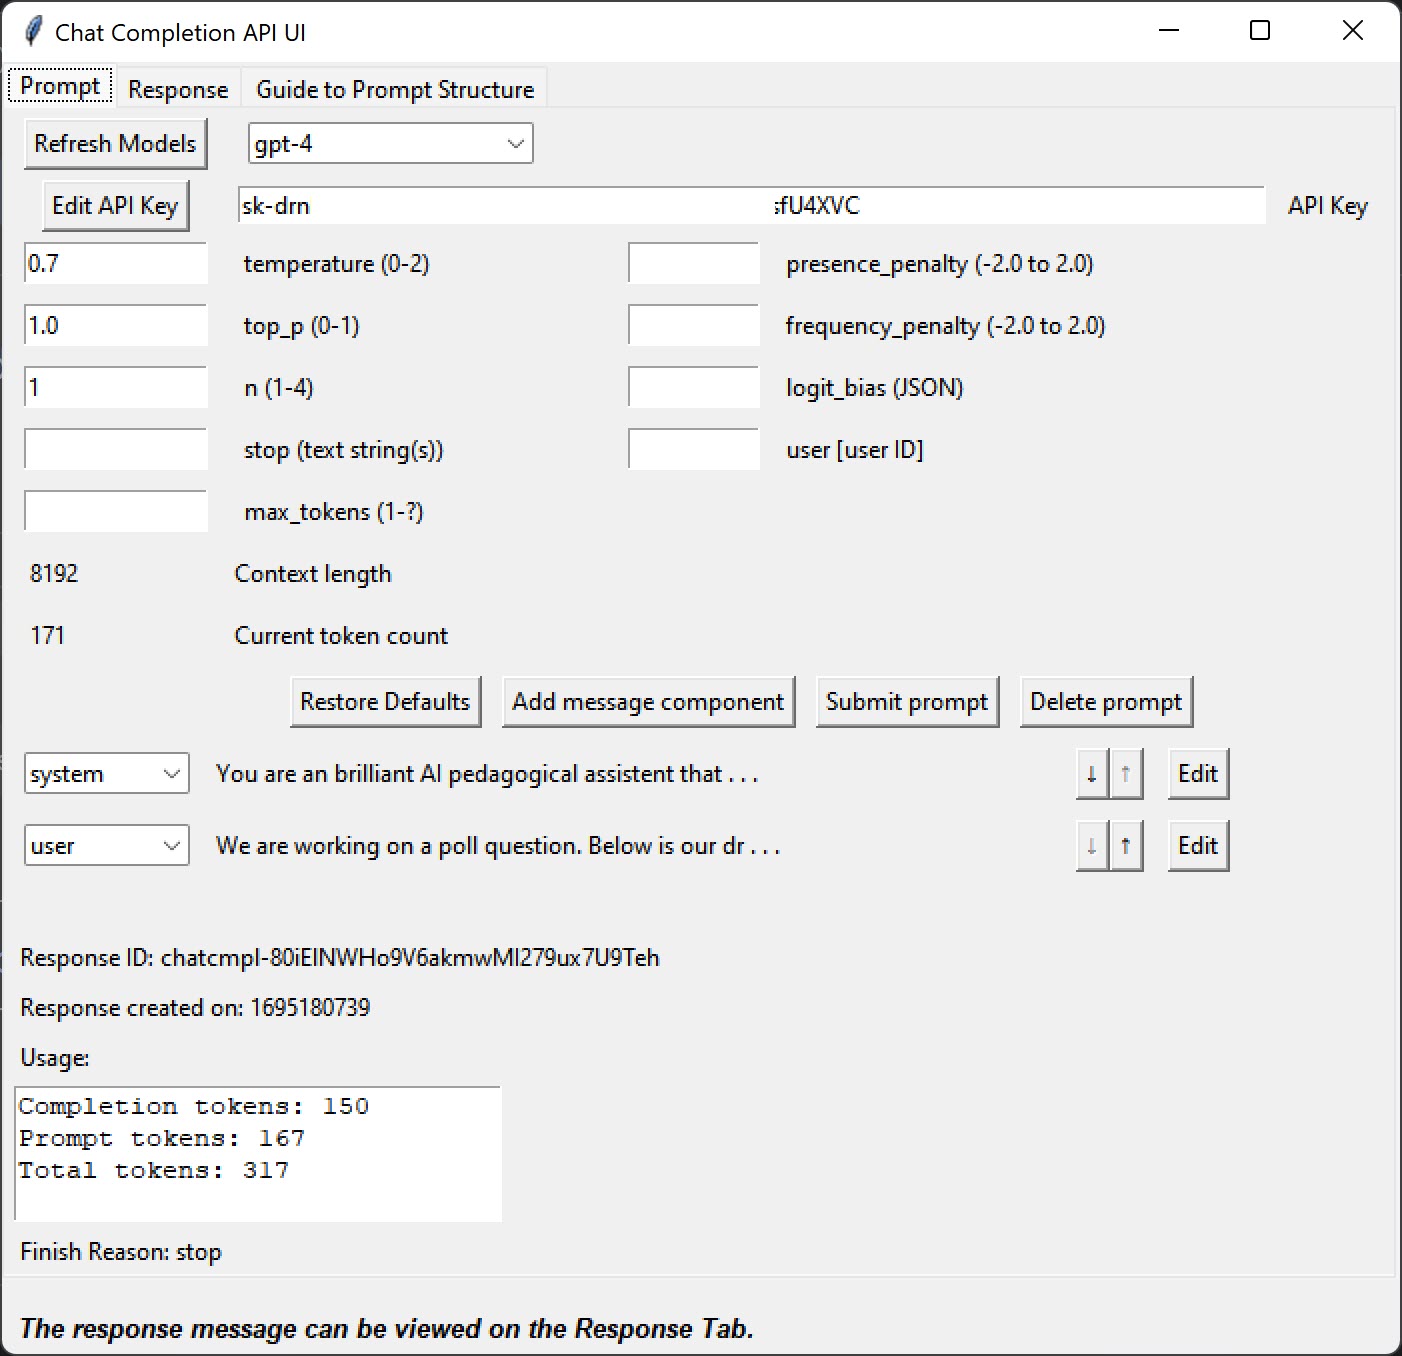 Chat Completion API UI
Prompt Response Guide to Prompt Structure
Refresh Models gpt-4
Edit API Key sk-drn sfU4XVC API Key
0.7 temperature (0-2) presence_penalty (-2.0 to 2.0)
1.0 top_p (0-1) frequency_penalty (-2.0 to 2.0)
1 n (1-4) logit_bias (JSON)
stop (text string(s)) user [user ID]
max_tokens (1-?)
8192 Context length
171 Current token count
Restore Defaults Add message component Submit prompt Delete prompt
system You are an brilliant AI pedagogical assistent that . . . ↓ ↑ Edit
user We are working on a poll question. Below is our dr . . . ↓ ↑ Edit
Response ID: chatcmpl-80iEINWHo9V6akmwMI279ux7U9Teh
Response created on: 1695180739
Usage:
Completion tokens: 150
Prompt tokens: 167
Total tokens: 317
Finish Reason: stop
The response message can be viewed on the Response Tab.